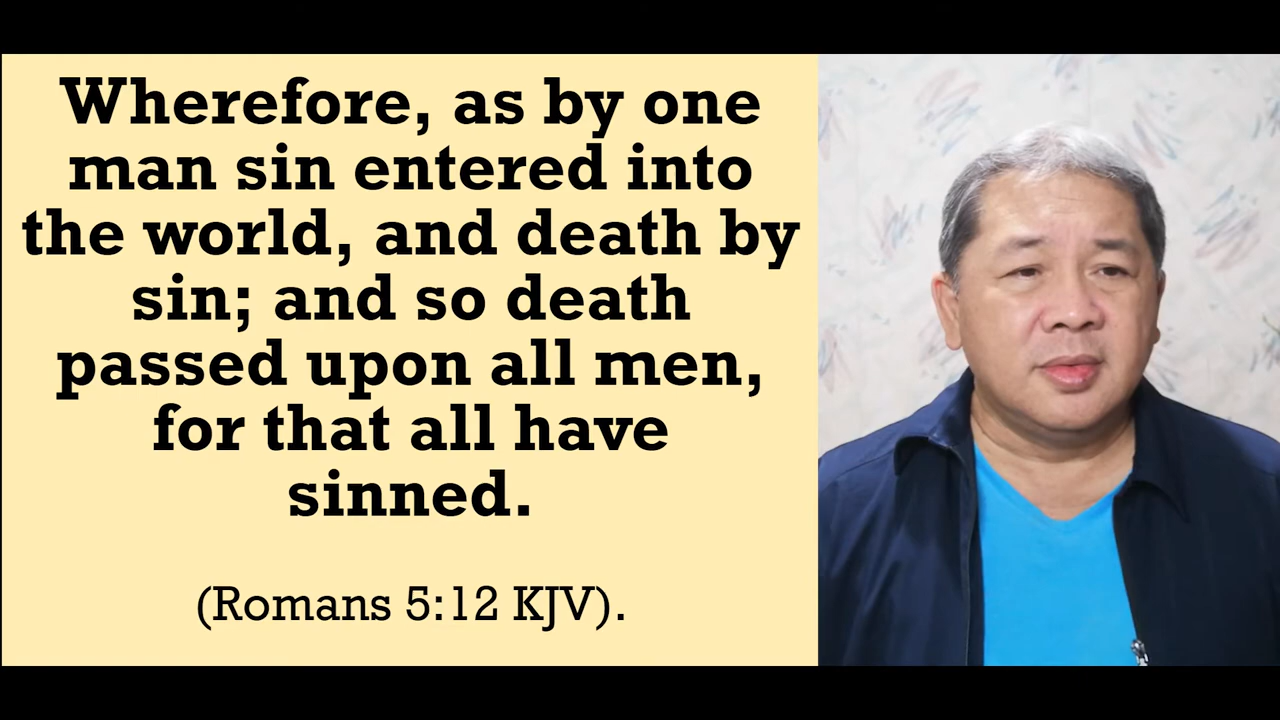 Wherefore, as by one
man sin entered into
the world, and death by
sin; and so death
passed upon all men,
for that all have
sinned.
(Romans 5:12 KJV).